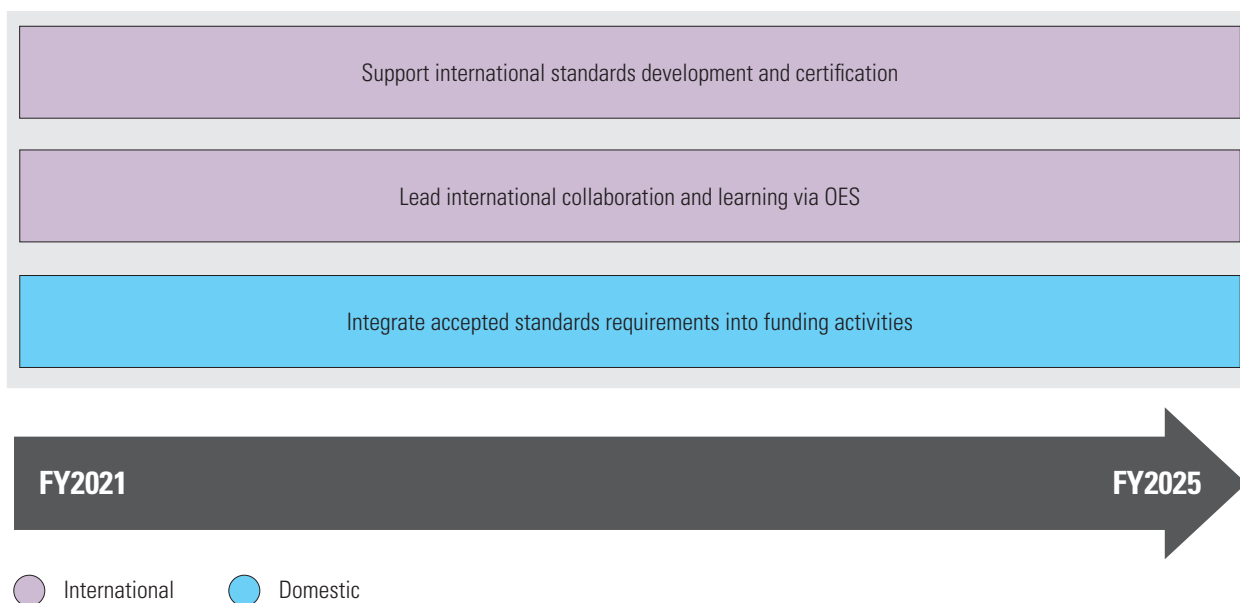 Support international standards development and certification
Lead international collaboration and learning via OES
Integrate accepted standards requirements into funding activities
FY2021
FY2025
International
Domestic